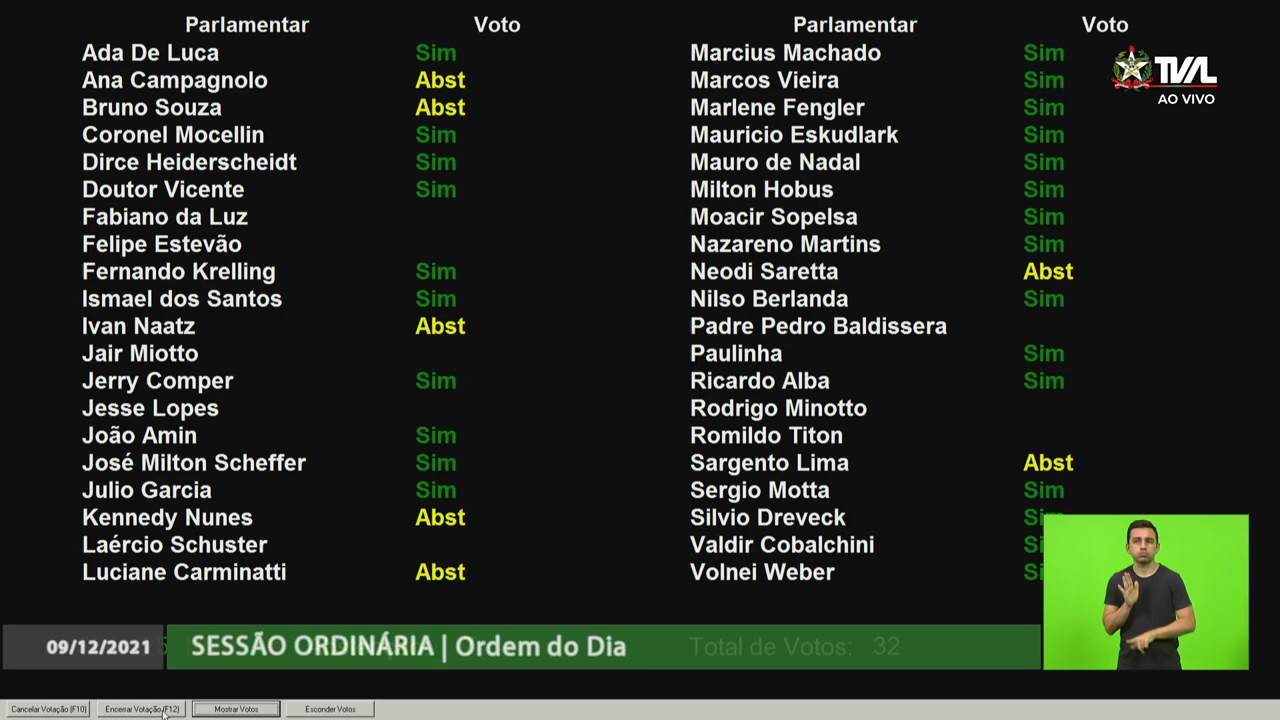 Parlamentar Voto Parlamentar Voto
Ada De Luca Sim Marcius Machado Sim
Ana Campagnolo Abst Marcos Vieira Sim
Bruno Souza Abst Marlene Fengler Sim
Coronel Mocellin Sim Mauricio Eskudlark Sim
Dirce Heiderscheidt Sim Mauro de Nadal Sim
Doutor Vicente Sim Milton Hobus Sim
Fabiano da Luz Moacir Sopelsa Sim
Felipe Estevão Nazareno Martins Sim
Fernando Krelling Sim Neodi Saretta Abst
Ismael dos Santos Sim Nilso Berlanda Sim
Ivan Naatz Abst Padre Pedro Baldissera
Jair Miotto Paulinha Sim
Jerry Comper Sim Ricardo Alba Sim
Jesse Lopes Rodrigo Minotto
João Amin Sim Romildo Titon
José Milton Scheffer Sim Sargento Lima Abst
Julio Garcia Sim Sergio Motta Sim
Kennedy Nunes Abst Silvio Dreveck
Laércio Schuster Valdir Cobalchini
Luciane Carminatti Abst Volnei Weber
TVAL
AO VIVO
09/12/2021 SESSÃO ORDINÁRIA | Ordem do Dia Total de Votos: 32
Cancelar Votação (F10) Encerrar Votação (F12) Mostrar Votos Esconder Votos